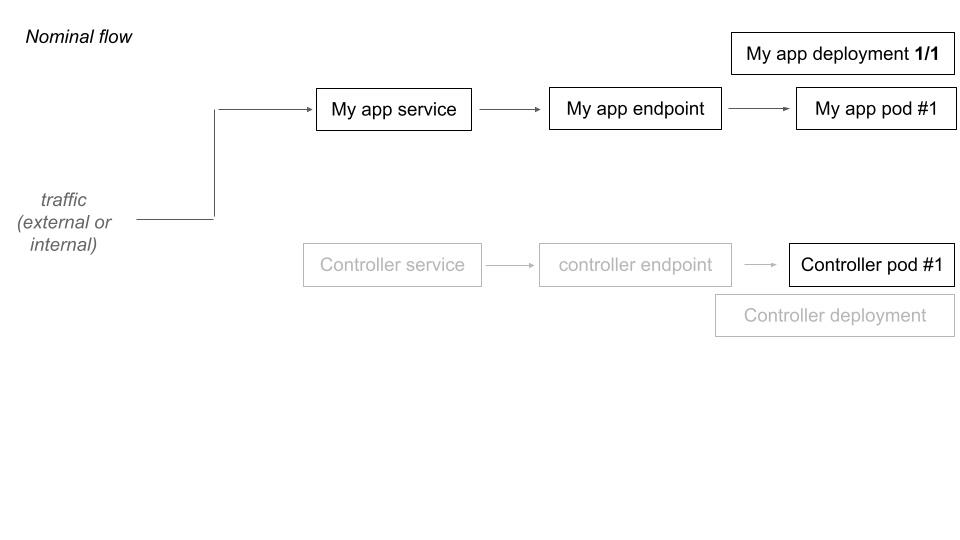 Nominal flow
My app deployment 1/1
My app service
My app endpoint
My app pod #1
traffic
(external or
internal)
Controller service
controller endpoint
Controller pod #1
Controller deployment